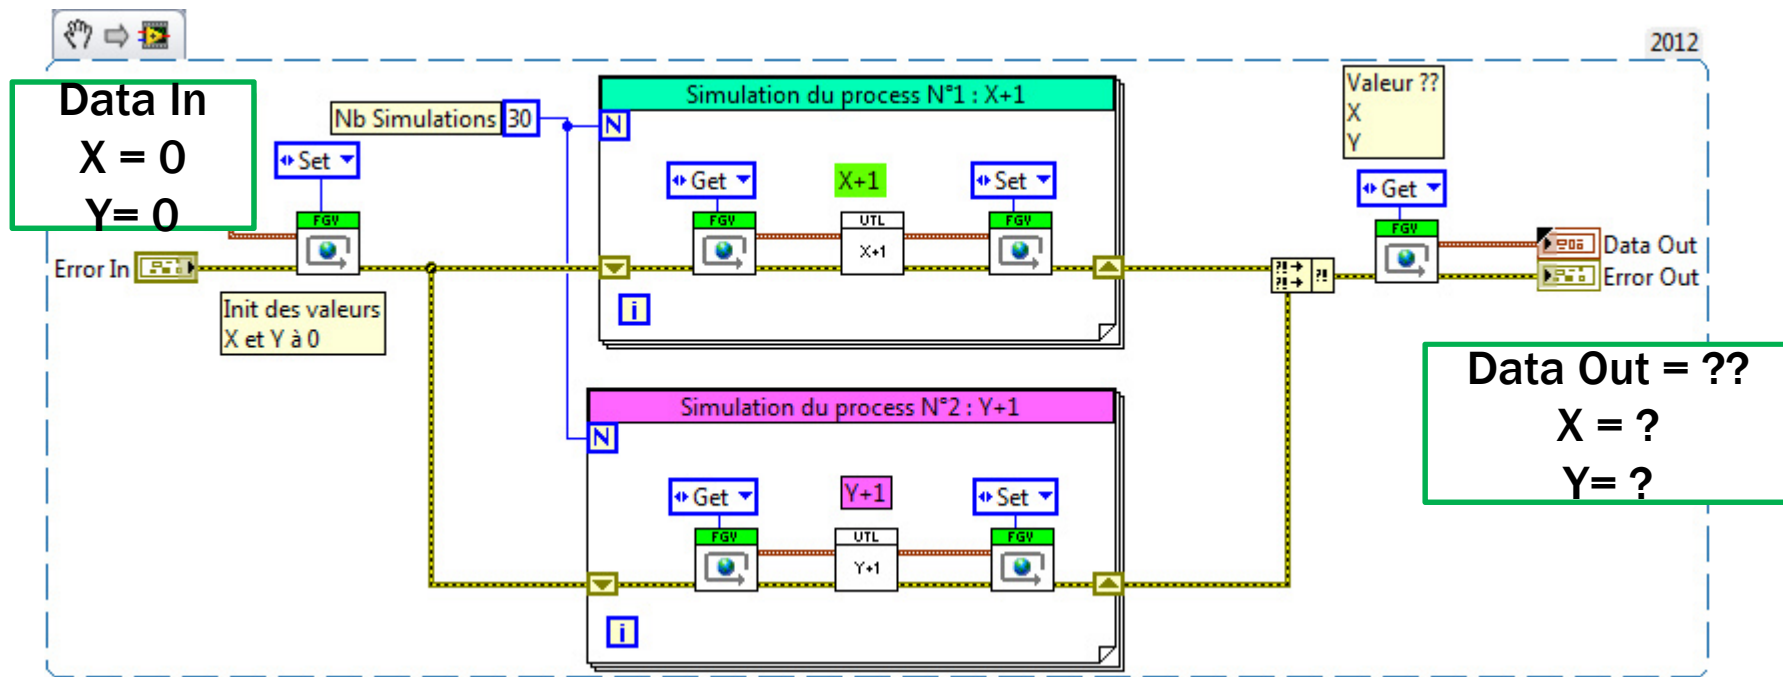 2012
Data In
X = 0
Y= 0
Nb Simulations 30
Simulation du process N°1 : X+1
N
Valeur ??
X
Y
Set
Get
X+1
Set
Get
FGV
FGV
UTL
X+1
FGV
FGV
Error In
?!
?!
?!
Data Out
Error Out
Init des valeurs
X et Y à 0
i
Data Out = ??
X = ?
Y= ?
Simulation du process N°2 : Y+1
N
Get
Y+1
Set
FGV
UTL
Y+1
FGV
i